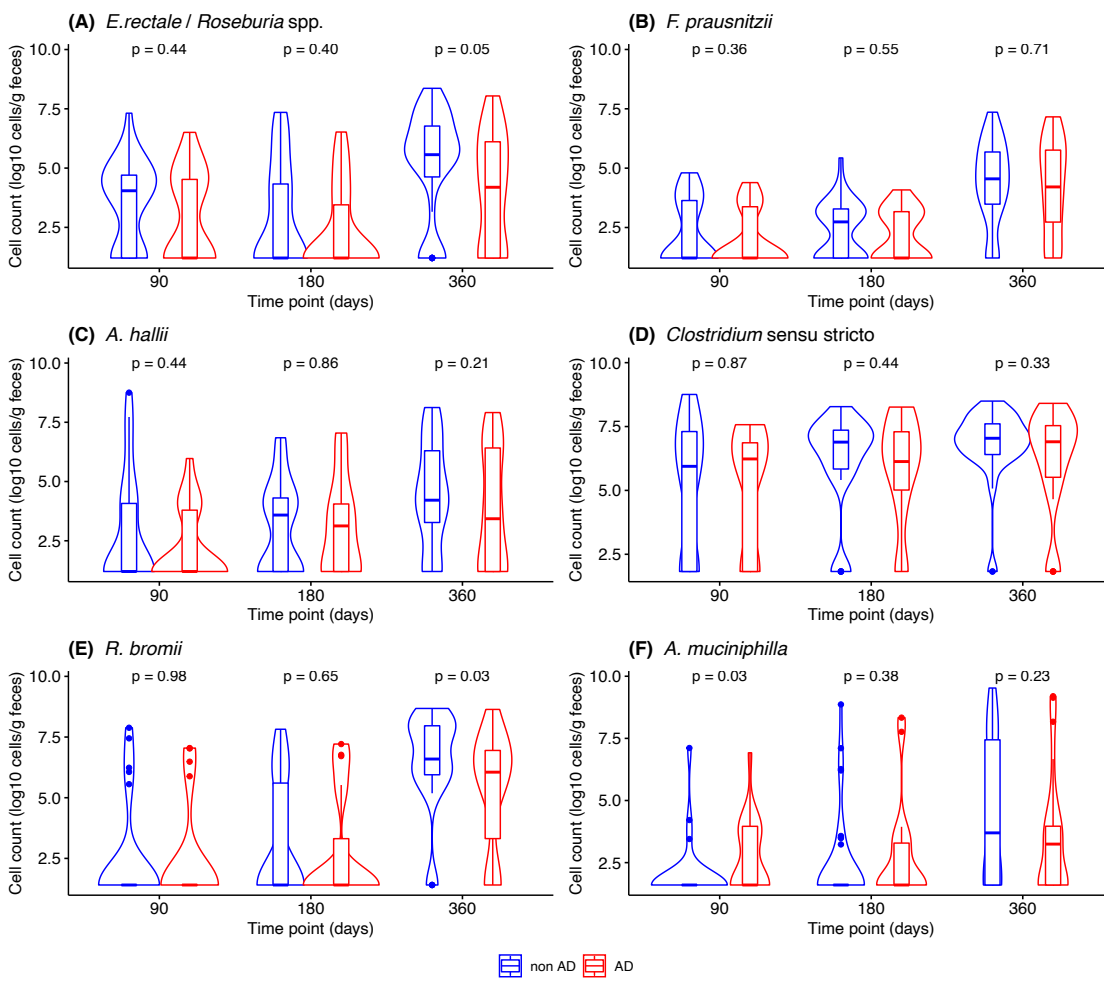 (A) E.rectale / Roseburia spp.
10.0
7.5
5.0
2.5
Cell count (log10 cells/g feces)
p = 0.44 p = 0.40 p = 0.05
90 180 360
Time point (days)
(B) F. prausnitzii
10.0
7.5
5.0
2.5
Cell count (log10 cells/g feces)
p = 0.36 p = 0.55 p = 0.71
90 180 360
Time point (days)
(C) A. hallii
10.0
7.5
5.0
2.5
Cell count (log10 cells/g feces)
p = 0.44 p = 0.86 p = 0.21
90 180 360
Time point (days)
(D) Clostridium sensu stricto
10.0
7.5
5.0
2.5
Cell count (log10 cells/g feces)
p = 0.87 p = 0.44 p = 0.33
90 180 360
Time point (days)
(E) R. bromii
10.0
7.5
5.0
2.5
Cell count (log10 cells/g feces)
p = 0.98 p = 0.65 p = 0.03
90 180 360
Time point (days)
(F) A. muciniphilla
10.0
7.5
5.0
2.5
Cell count (log10 cells/g feces)
p = 0.03 p = 0.38 p = 0.23
90 180 360
Time point (days)
non AD AD